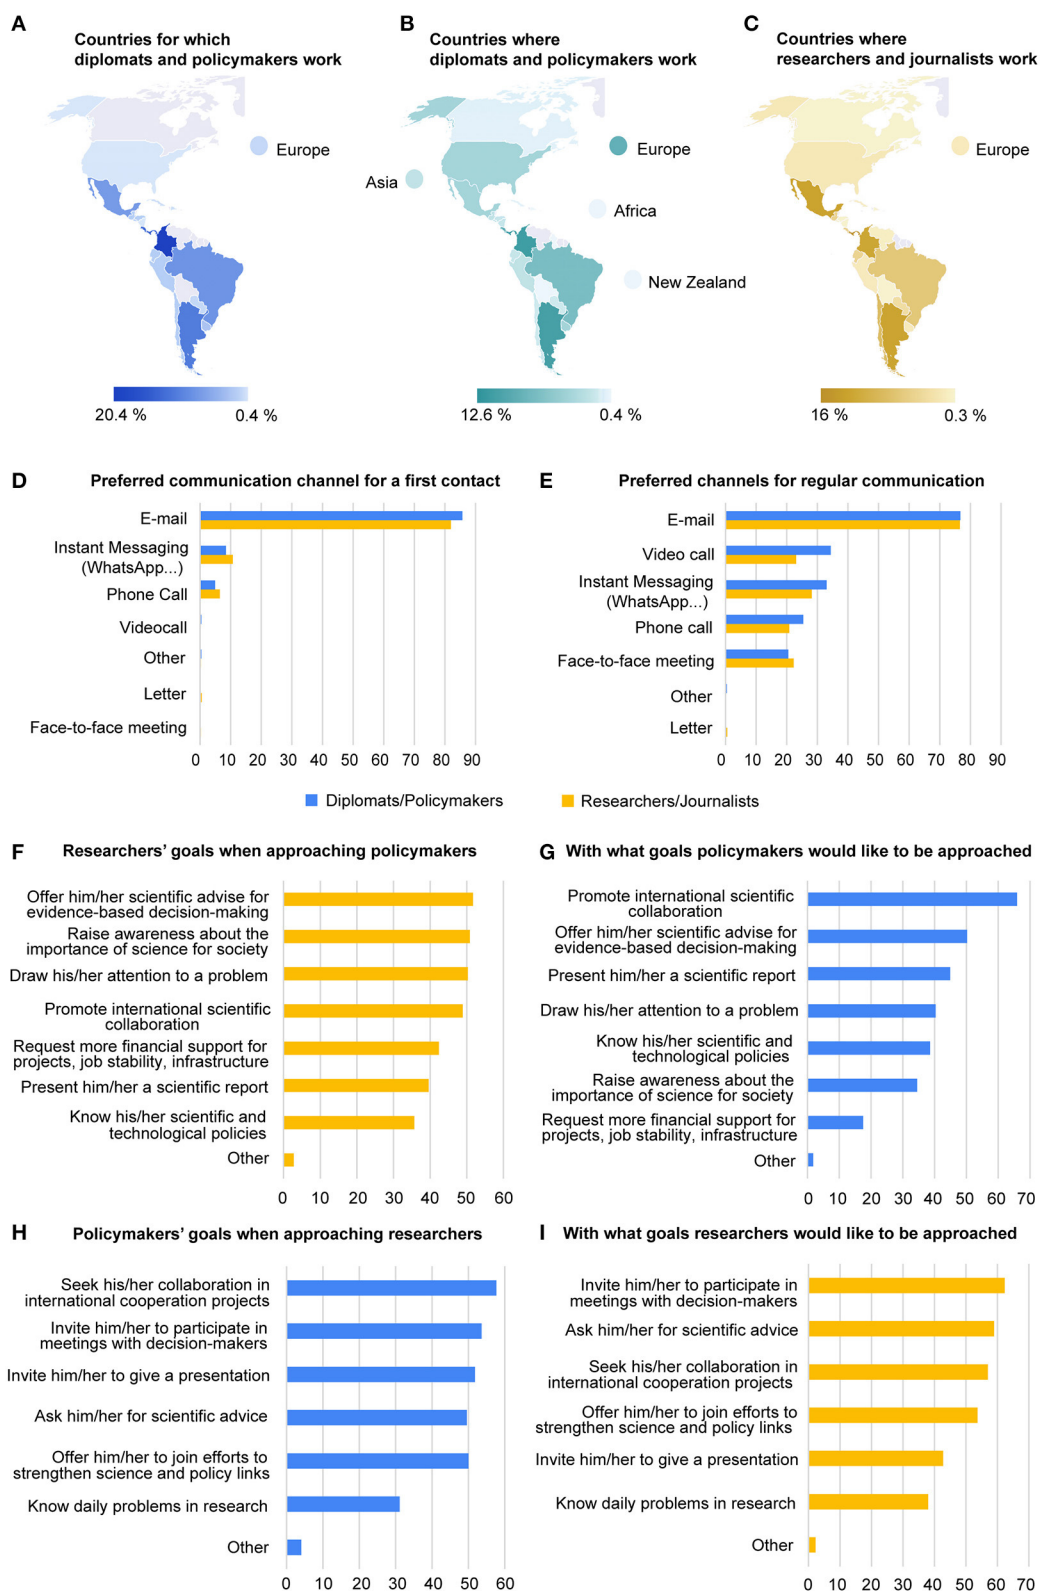 A
Countries for which
diplomats and policymakers work
Europe
20.4 %
0.4 %
B
Countries where
diplomats and policymakers work
Europe
Asia
Africa
New Zealand
12.6 %
0.4 %
C
Countries where
researchers and journalists work
Europe
16 %
0.3 %
D
Preferred communication channel for a first contact
E-mail
Instant Messaging
(WhatsApp...)
Phone Call
Videocall
Other
Letter
Face-to-face meeting
0 10 20 30 40 50 60 70 80 90
E
Preferred channels for regular communication
E-mail
Video call
Instant Messaging
(WhatsApp...)
Phone call
Face-to-face meeting
Other
Letter
0 10 20 30 40 50 60 70 80 90
Diplomats/Policymakers
Researchers/Journalists
F
Researchers' goals when approaching policymakers
Offer him/her scientific advise for
evidence-based decision-making
Raise awareness about the
importance of science for society
Draw his/her attention to a problem
Promote international scientific
collaboration
Request more financial support for
projects, job stability, infrastructure
Present him/her a scientific report
Know his/her scientific and
technological policies
Other
0 10 20 30 40 50 60
G
With what goals policymakers would like to be approached
Promote international scientific
collaboration
Offer him/her scientific advise for
evidence-based decision-making
Present him/her a scientific report
Draw his/her attention to a problem
Know his/her scientific and
technological policies
Raise awareness about the
importance of science for society
Request more financial support for
projects, job stability, infrastructure
Other
0 10 20 30 40 50 60 70
H
Policymakers' goals when approaching researchers
Seek his/her collaboration in
international cooperation projects
Invite him/her to participate in
meetings with decision-makers
Invite him/her to give a presentation
Ask him/her for scientific advice
Offer him/her to join efforts to
strengthen science and policy links
Know daily problems in research
Other
0 10 20 30 40 50 60
I
With what goals researchers would like to be approached
Invite him/her to participate in
meetings with decision-makers
Ask him/her for scientific advice
Seek his/her collaboration in
international cooperation projects
Offer him/her to join efforts to
strengthen science and policy links
Invite him/her to give a presentation
Know daily problems in research
Other
0 10 20 30 40 50 60 70